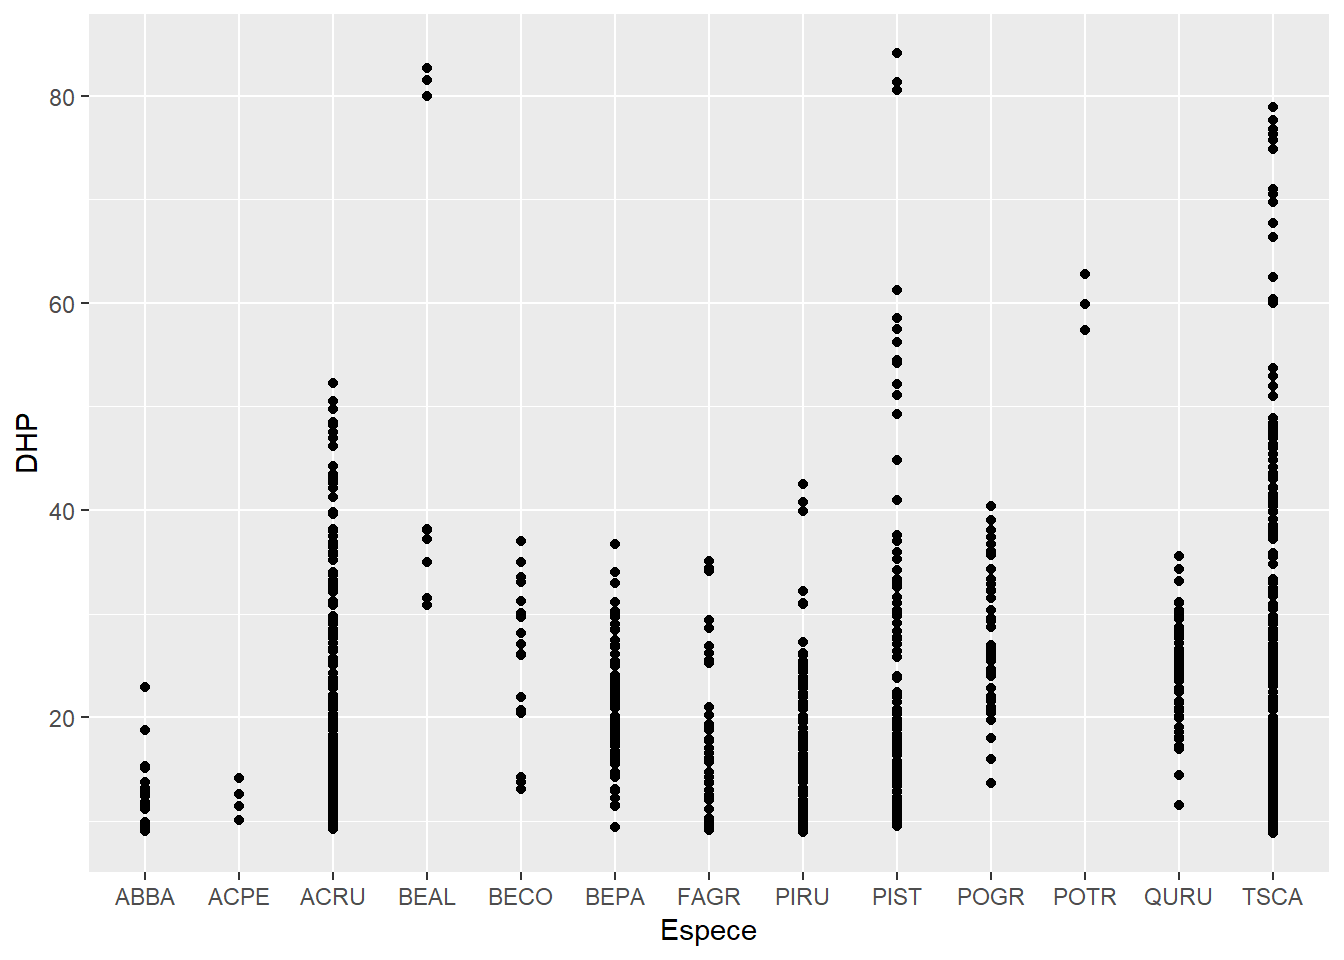 80
60
40
20
DHP
ABBA ACPE ACRU BEAL BECO BEPA FAGR PIRU PIST POGR POTR QURU TSCA
Espece